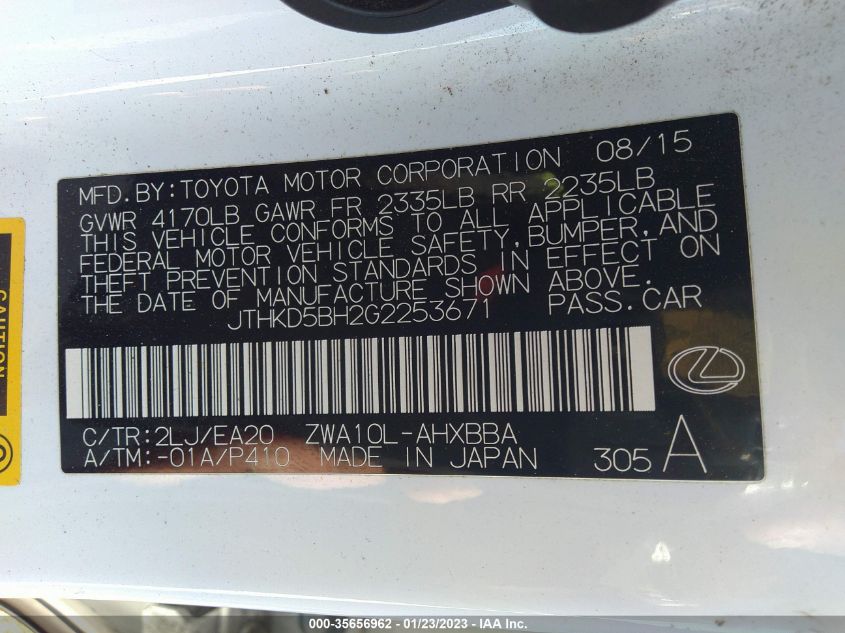 MFD.BY:TOYOTA MOTOR CORPORATION 08/15
GVWR 4170LB GAWR FR 2335LB RR 2235LB
THIS VEHICLE CONFORMS TO ALL APPLICABLE
FEDERAL MOTOR VEHICLE SAFETY,BUMPER,AND
THEFT PREVENTION STANDARDS IN EFFECT ON
THE DATE OF MANUFACTURE SHOWN ABOVE.
JTHKD5BH2G2253671 PASS.CAR
C/TR:2LJ/EA20 ZWA10L-AHXBBA
A/TM:-01A/P410 MADE IN JAPAN 305 A
CAUTION
000-35656962 - 01/23/2023 - IAA Inc.